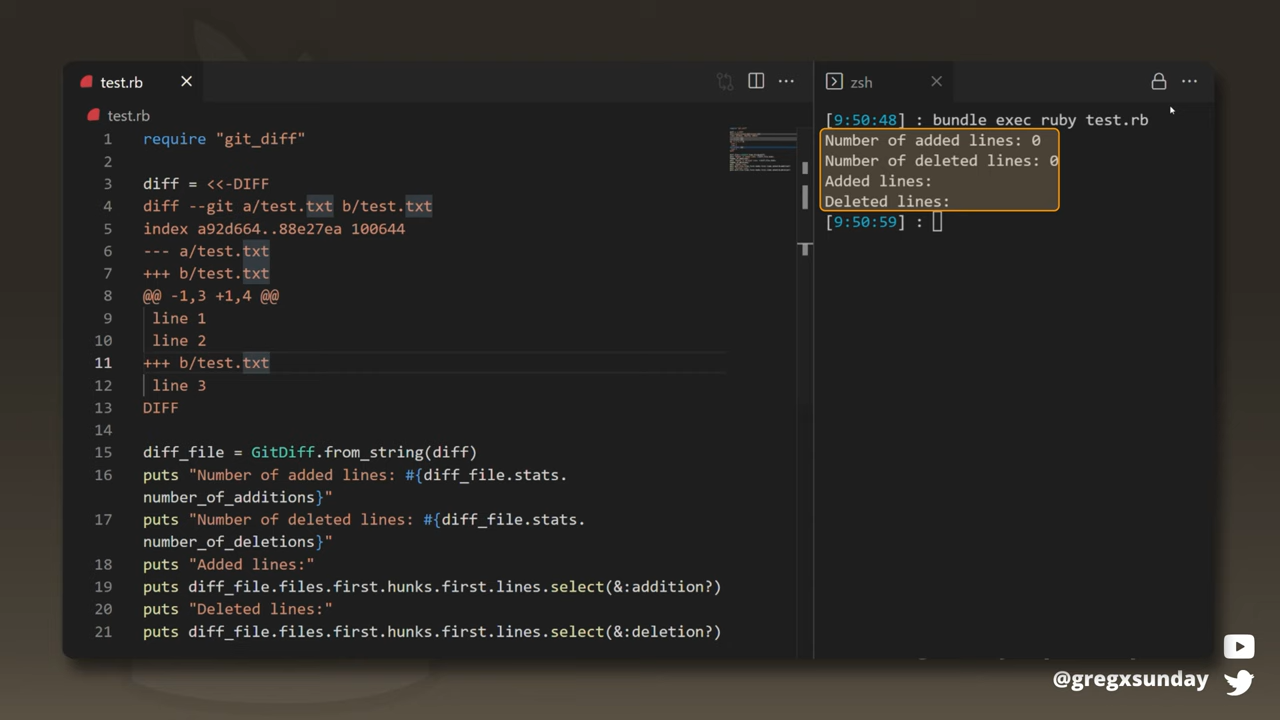 test.rb
test.rb
1 require "git_diff"
2
3 diff = <<-DIFF
4 diff --git a/test.txt b/test.txt
5 index a92d664..88e27ea 100644
6 --- a/test.txt
7 +++ b/test.txt
8 @@ -1,3 +1,4 @@
9 line 1
10 line 2
11 +++ b/test.txt
12 line 3
13 DIFF
14
15 diff_file = GitDiff.from_string(diff)
16 puts "Number of added lines: #{diff_file.stats.
number_of_additions}"
17 puts "Number of deleted lines: #{diff_file.stats.
number_of_deletions}"
18 puts "Added lines:"
19 puts diff_file.files.first.hunks.first.lines.select(&:addition?)
20 puts "Deleted lines:"
21 puts diff_file.files.first.hunks.first.lines.select(&:deletion?)
zsh
[9:50:48] : bundle exec ruby test.rb
Number of added lines: 0
Number of deleted lines: 0
Added lines:
Deleted lines:
[9:50:59] :
@gregxsunday